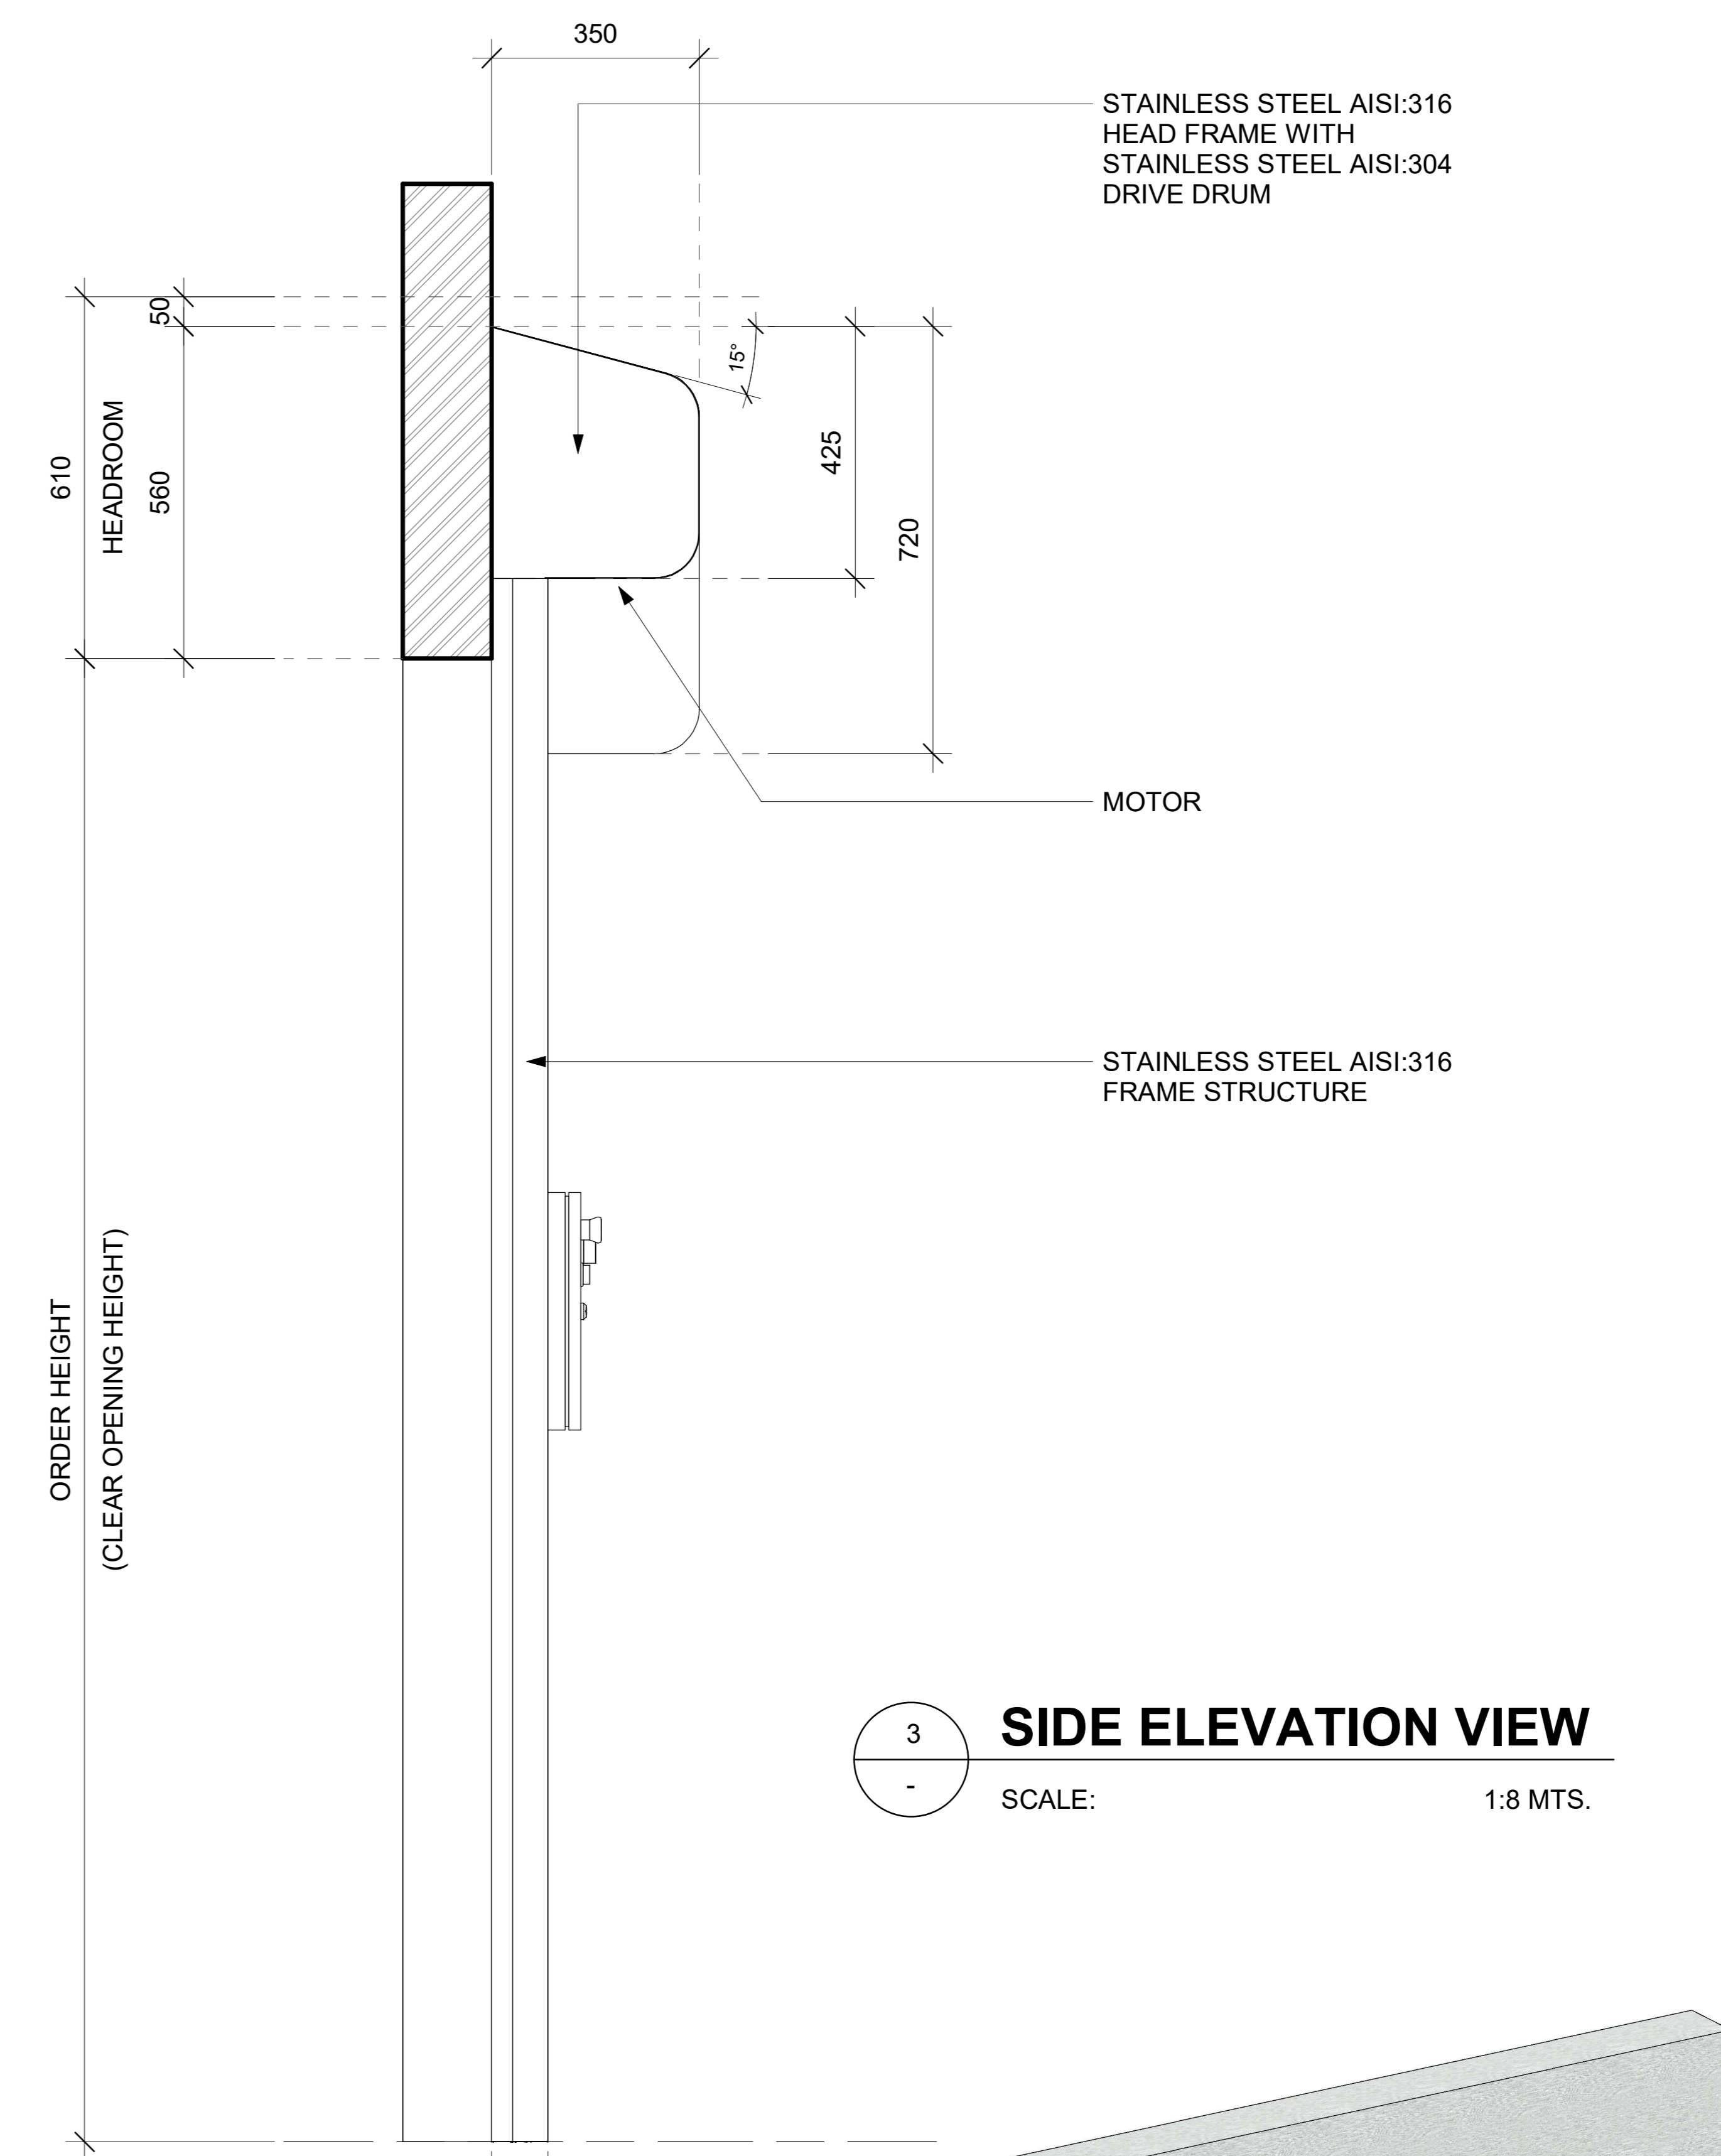 350
STAINLESS STEEL AISI:316
HEAD FRAME WITH
STAINLESS STEEL AISI:304
DRIVE DRUM
50
15°
610
HEADROOM
560
425
720
MOTOR
STAINLESS STEEL AISI:316
FRAME STRUCTURE
ORDER HEIGHT
(CLEAR OPENING HEIGHT)
3
SIDE ELEVATION VIEW
-
SCALE: 1:8 MTS.